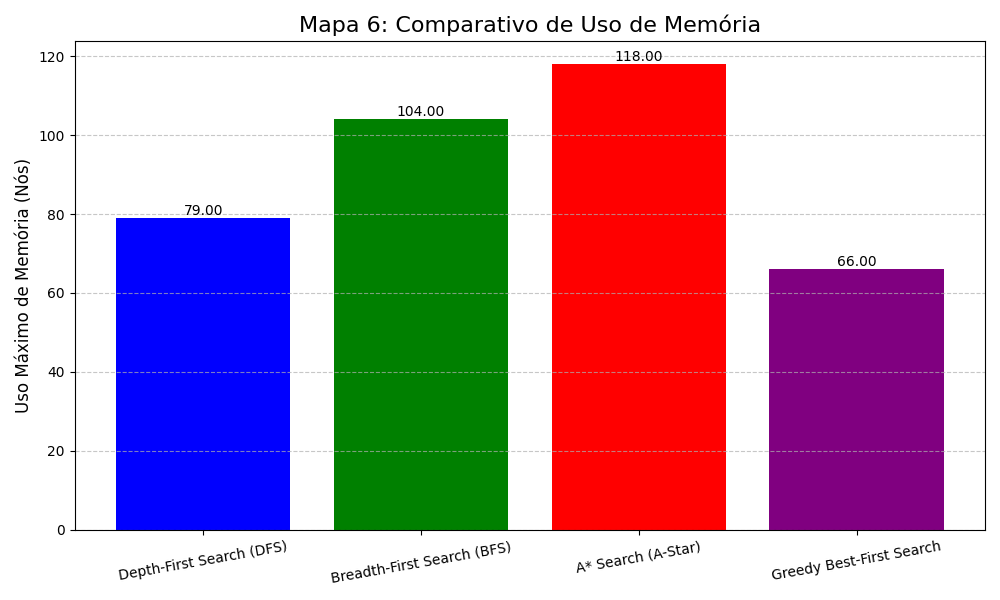 Mapa 6: Comparativo de Uso de Memória
Uso Máximo de Memória (Nós)
120
100
80
60
40
20
0
79.00
104.00
118.00
66.00
Depth-First Search (DFS)
Breadth-First Search (BFS)
A* Search (A-Star)
Greedy Best-First Search